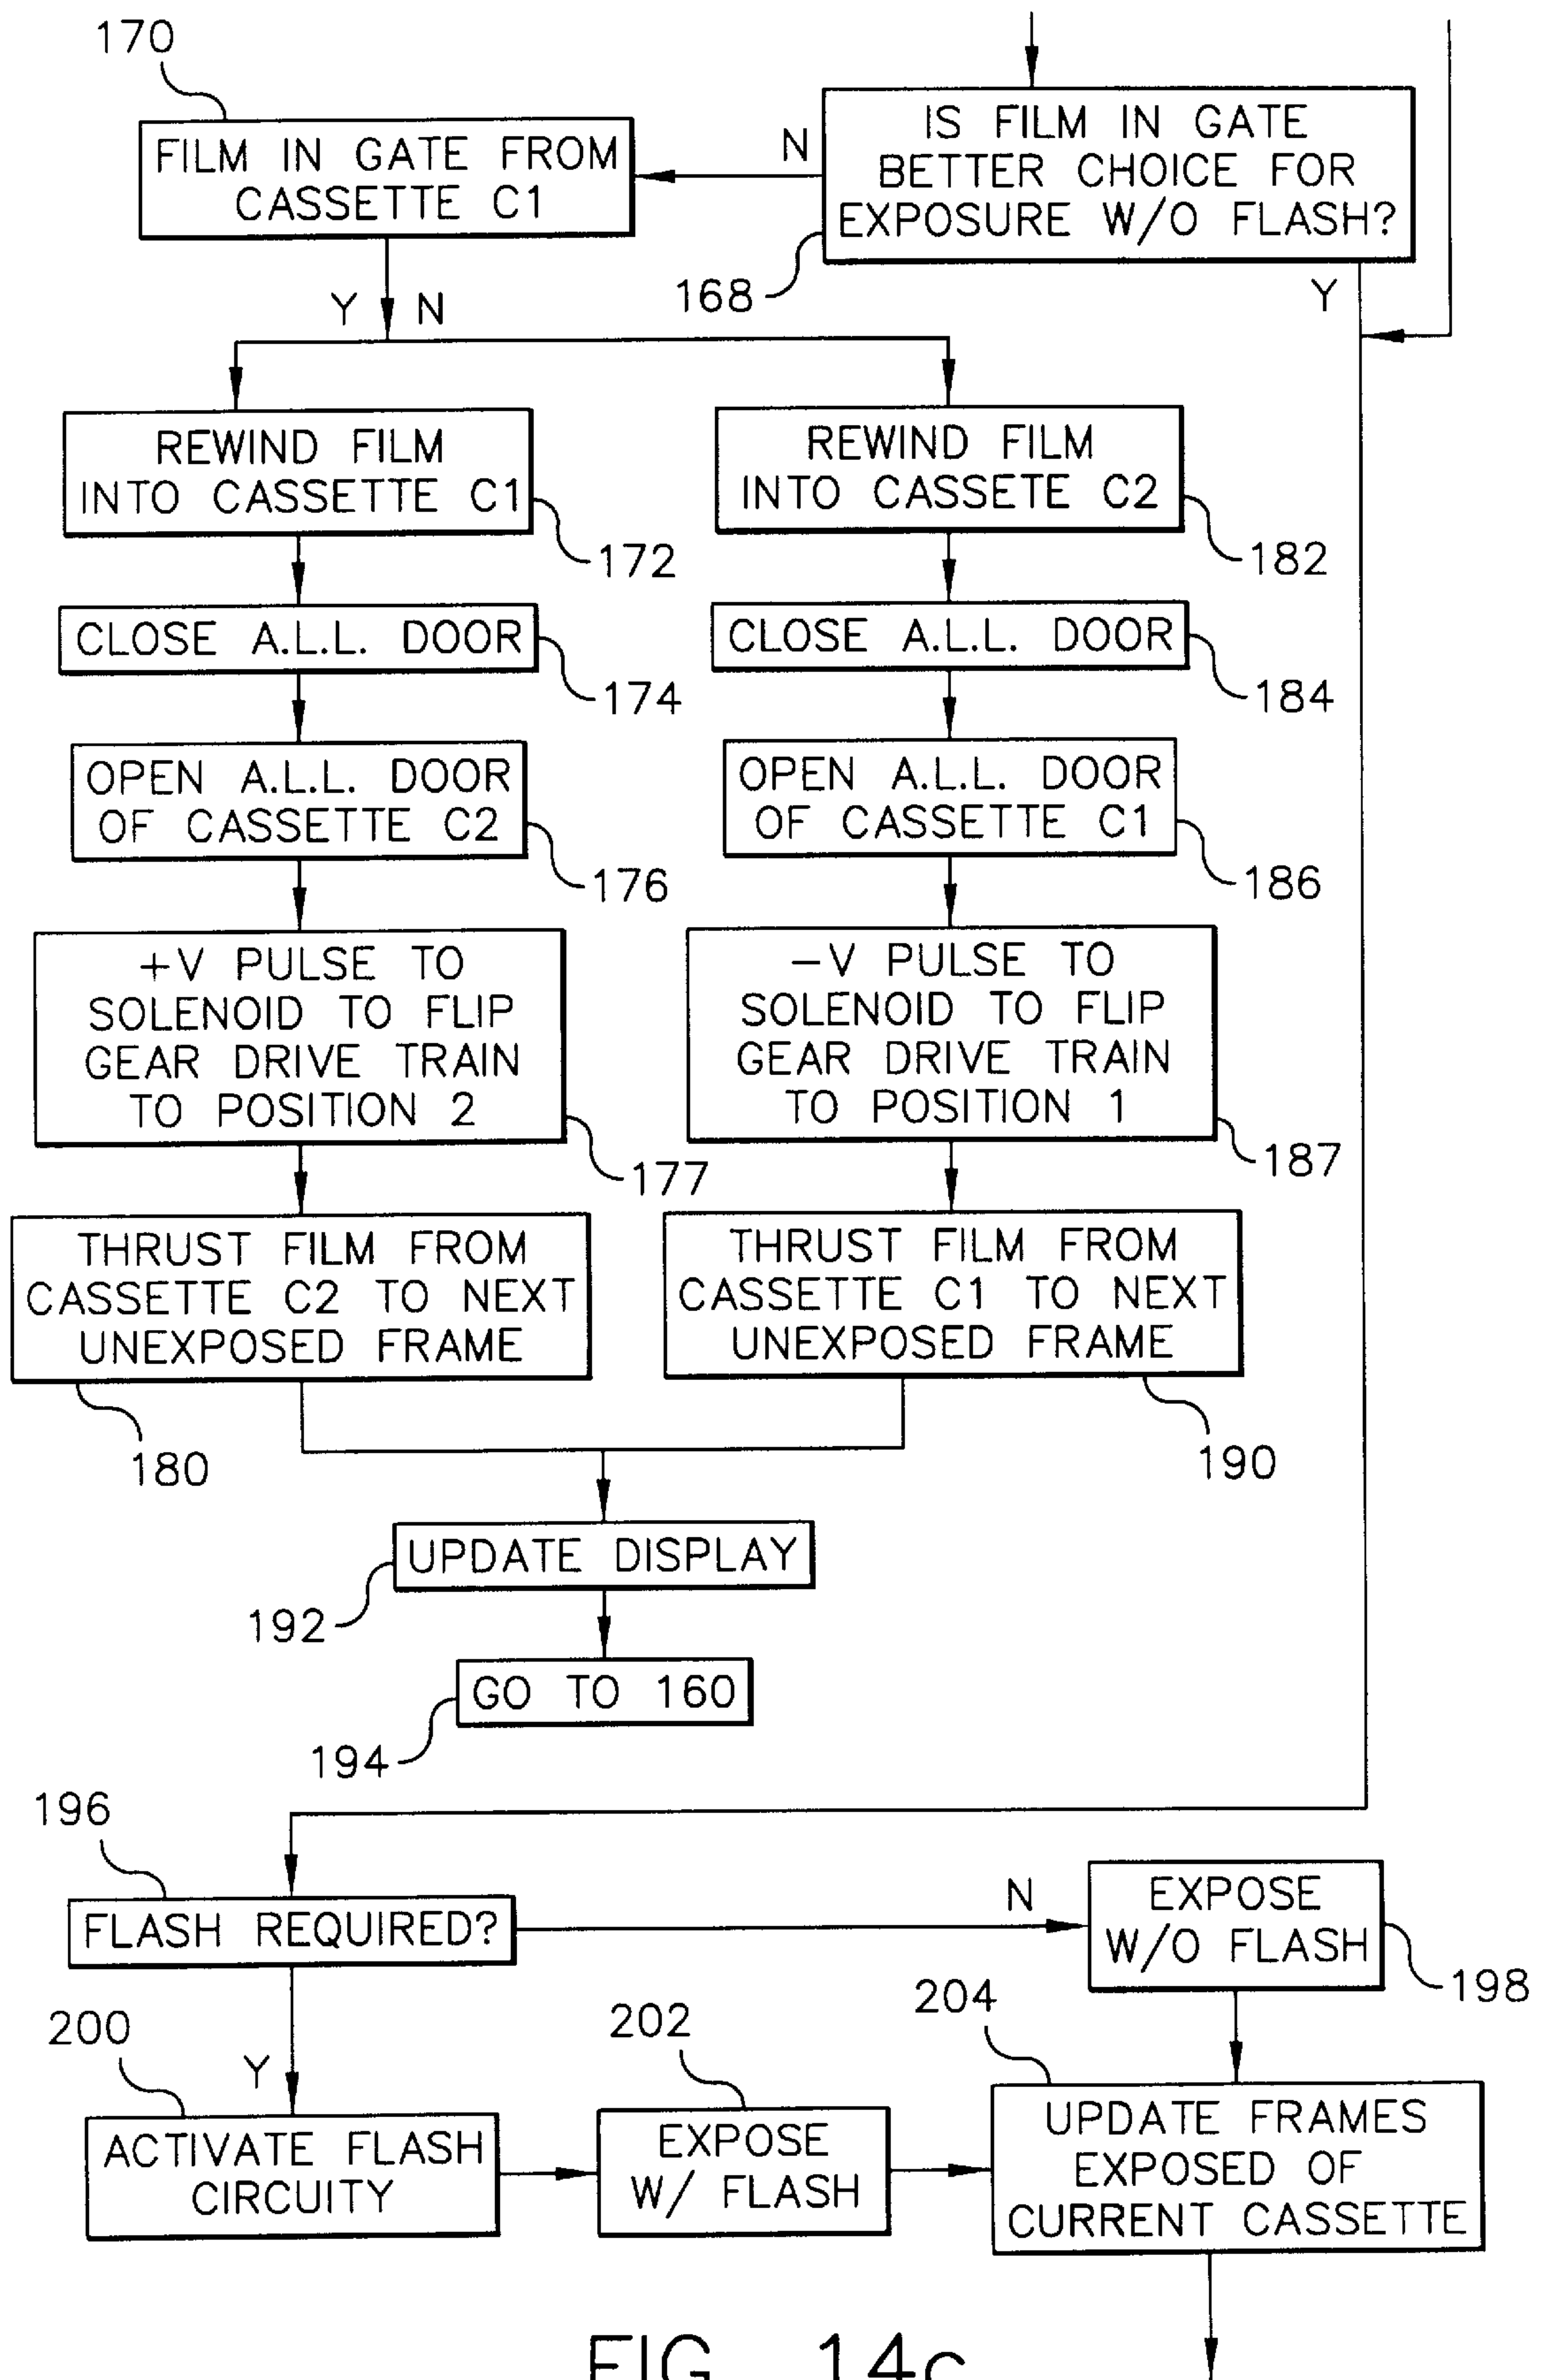 170
FILM IN GATE FROM
CASSETTE C1
N
IS FILM IN GATE
BETTER CHOICE FOR
EXPOSURE W/O FLASH?
168
Y
Y N
REWIND FILM
INTO CASSETTE C1
172
REWIND FILM
INTO CASSETE C2
182
CLOSE A.L.L. DOOR
174
CLOSE A.L.L. DOOR
184
OPEN A.L.L. DOOR
OF CASSETTE C2
176
OPEN A.L.L. DOOR
OF CASSETTE C1
186
+V PULSE TO
SOLENOID TO FLIP
GEAR DRIVE TRAIN
TO POSITION 2
177
−V PULSE TO
SOLENOID TO FLIP
GEAR DRIVE TRAIN
TO POSITION 1
187
THRUST FILM FROM
CASSETTE C2 TO NEXT
UNEXPOSED FRAME
180
THRUST FILM FROM
CASSETTE C1 TO NEXT
UNEXPOSED FRAME
190
UPDATE DISPLAY
192
GO TO 160
194
196
FLASH REQUIRED?
N
EXPOSE
W/O FLASH
198
200
Y
ACTIVATE FLASH
CIRCUITY
202
EXPOSE
W/ FLASH
204
UPDATE FRAMES
EXPOSED OF
CURRENT CASSETTE
FIG. 14c